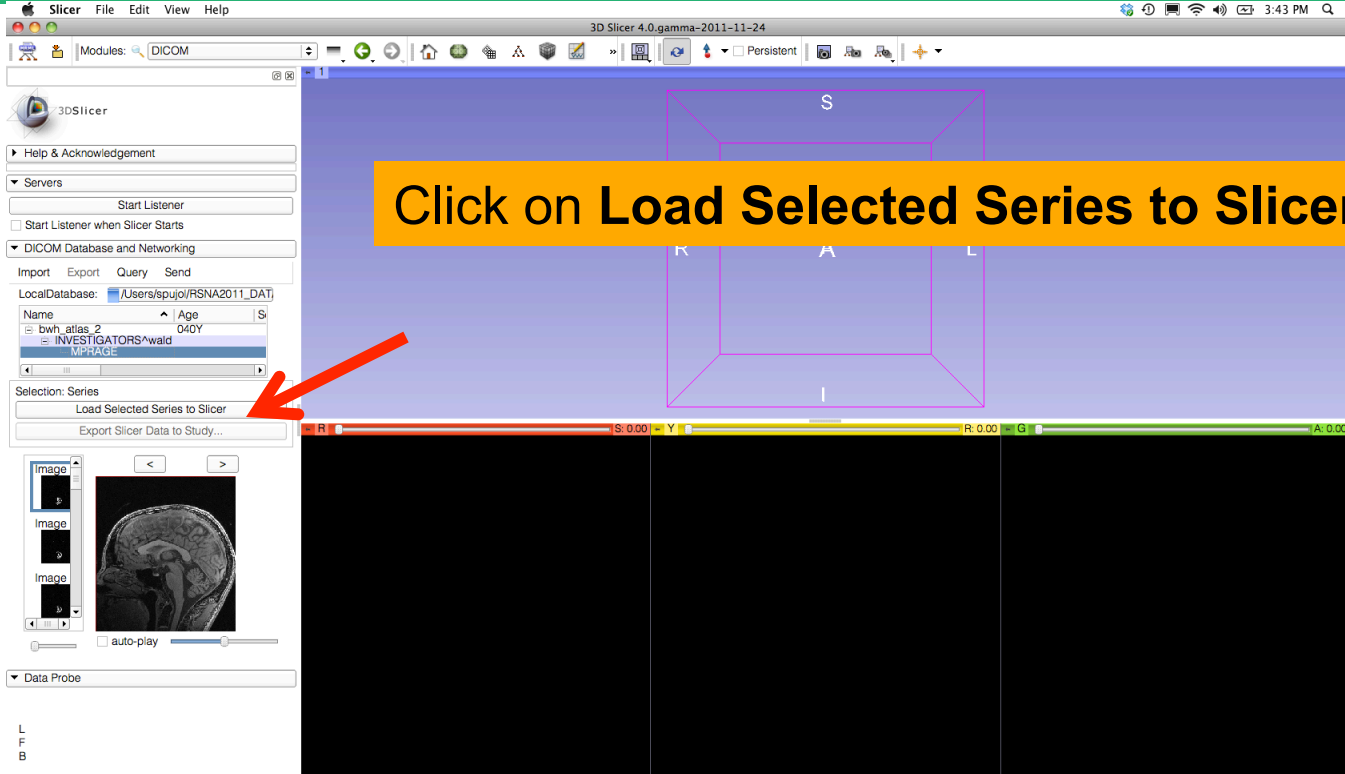 Slicer File Edit View Help 3:43 PM
3D Slicer 4.0.gamma-2011-11-24
Modules: DICOM » Persistent
1
3DSlicer
Help & Acknowledgement
Servers
Start Listener
Start Listener when Slicer Starts
DICOM Database and Networking
Import Export Query Send
LocalDatabase: /Users/spujol/RSNA2011_DAT
Name Age
bwh_atlas_2 040Y
INVESTIGATORS^wald
MPRAGE
Selection: Series
Load Selected Series to Slicer
Export Slicer Data to Study...
Image
Image
Image
< >
auto-play
Data Probe
L
F
B
S
Click on Load Selected Series to Slicer
R A L
I
R S: 0.00 Y R: 0.00 G A: 0.00